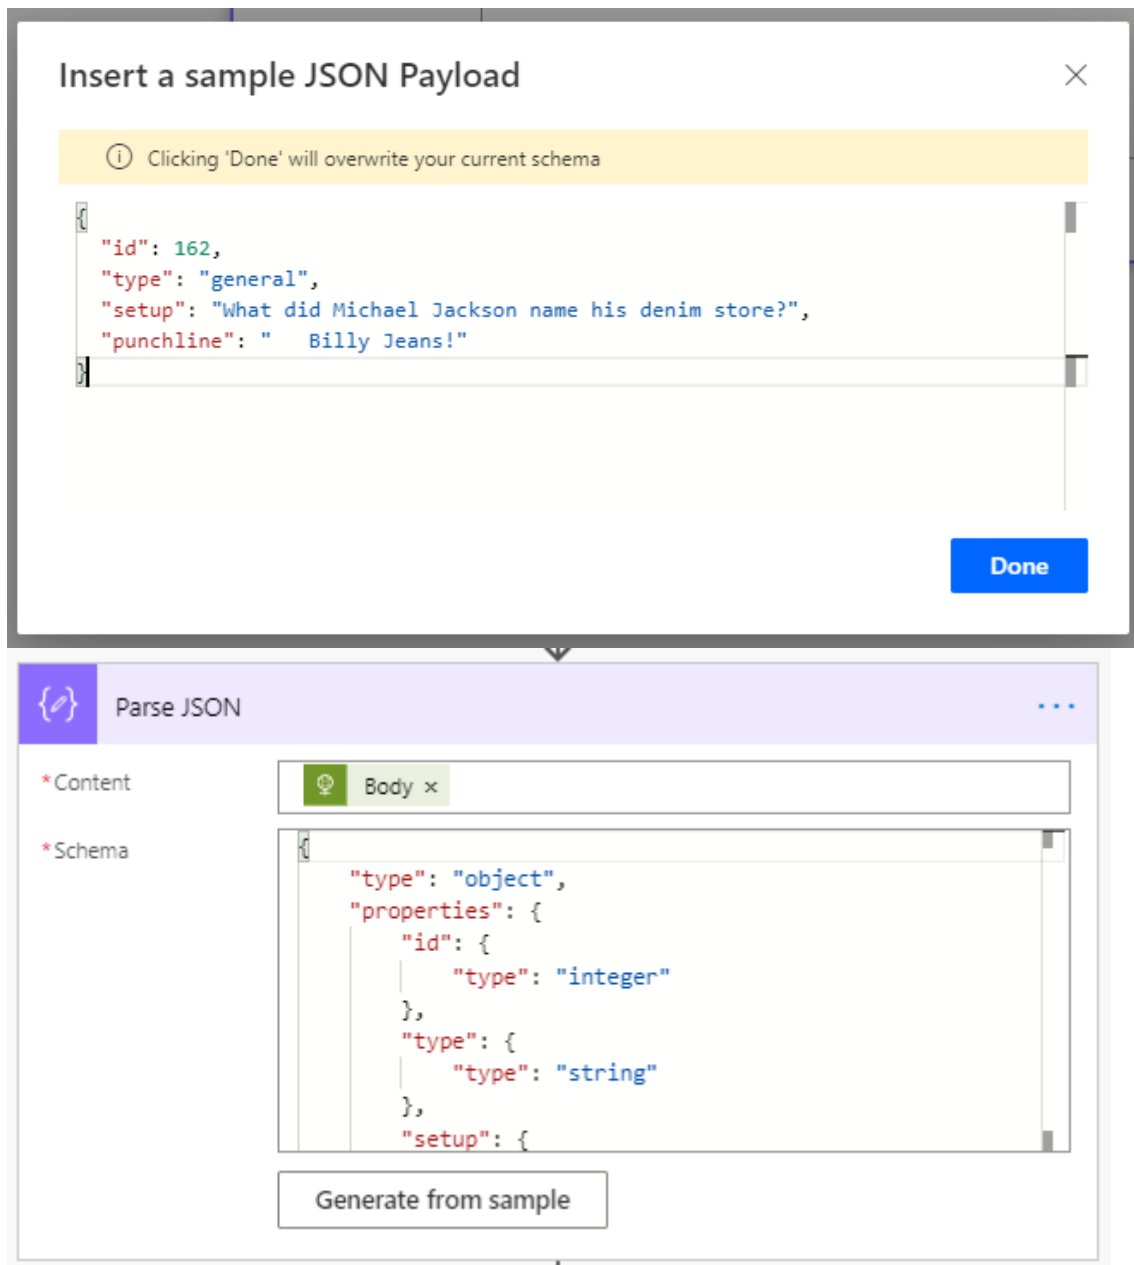 Insert a sample JSON Payload
Clicking 'Done' will overwrite your current schema
{
"id": 162,
"type": "general",
"setup": "What did Michael Jackson name his denim store?",
"punchline": "   Billy Jeans!"
}
Done
Parse JSON
*Content
Body ×
*Schema
{
"type": "object",
"properties": {
"id": {
"type": "integer"
},
"type": {
"type": "string"
},
"setup": {
Generate from sample